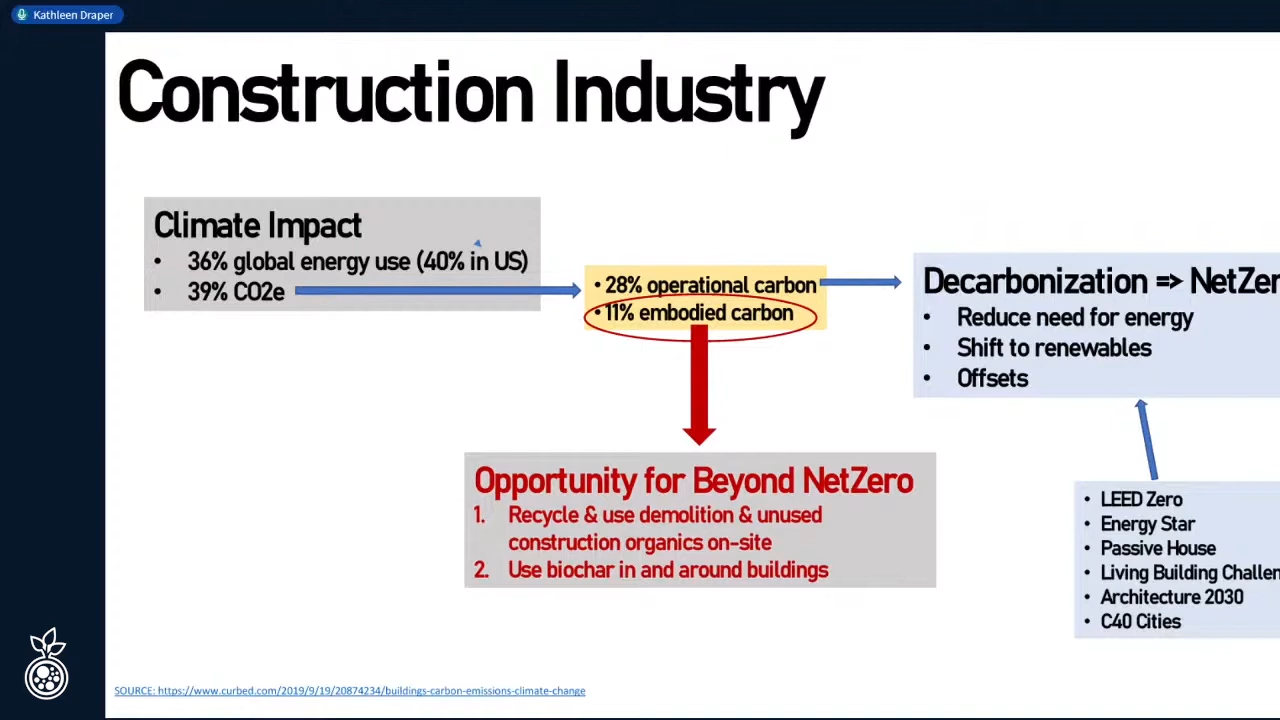 Kathleen Draper
Construction Industry
Climate Impact
• 36% global energy use (40% in US)
• 39% CO2e
• 28% operational carbon
• 11% embodied carbon
Decarbonization => NetZer
• Reduce need for energy
• Shift to renewables
• Offsets
Opportunity for Beyond NetZero
1. Recycle & use demolition & unused
construction organics on-site
2. Use biochar in and around buildings
• LEED Zero
• Energy Star
• Passive House
• Living Building Challen
• Architecture 2030
• C40 Cities
SOURCE: https://www.curbed.com/2019/9/19/20874234/buildings-carbon-emissions-climate-change